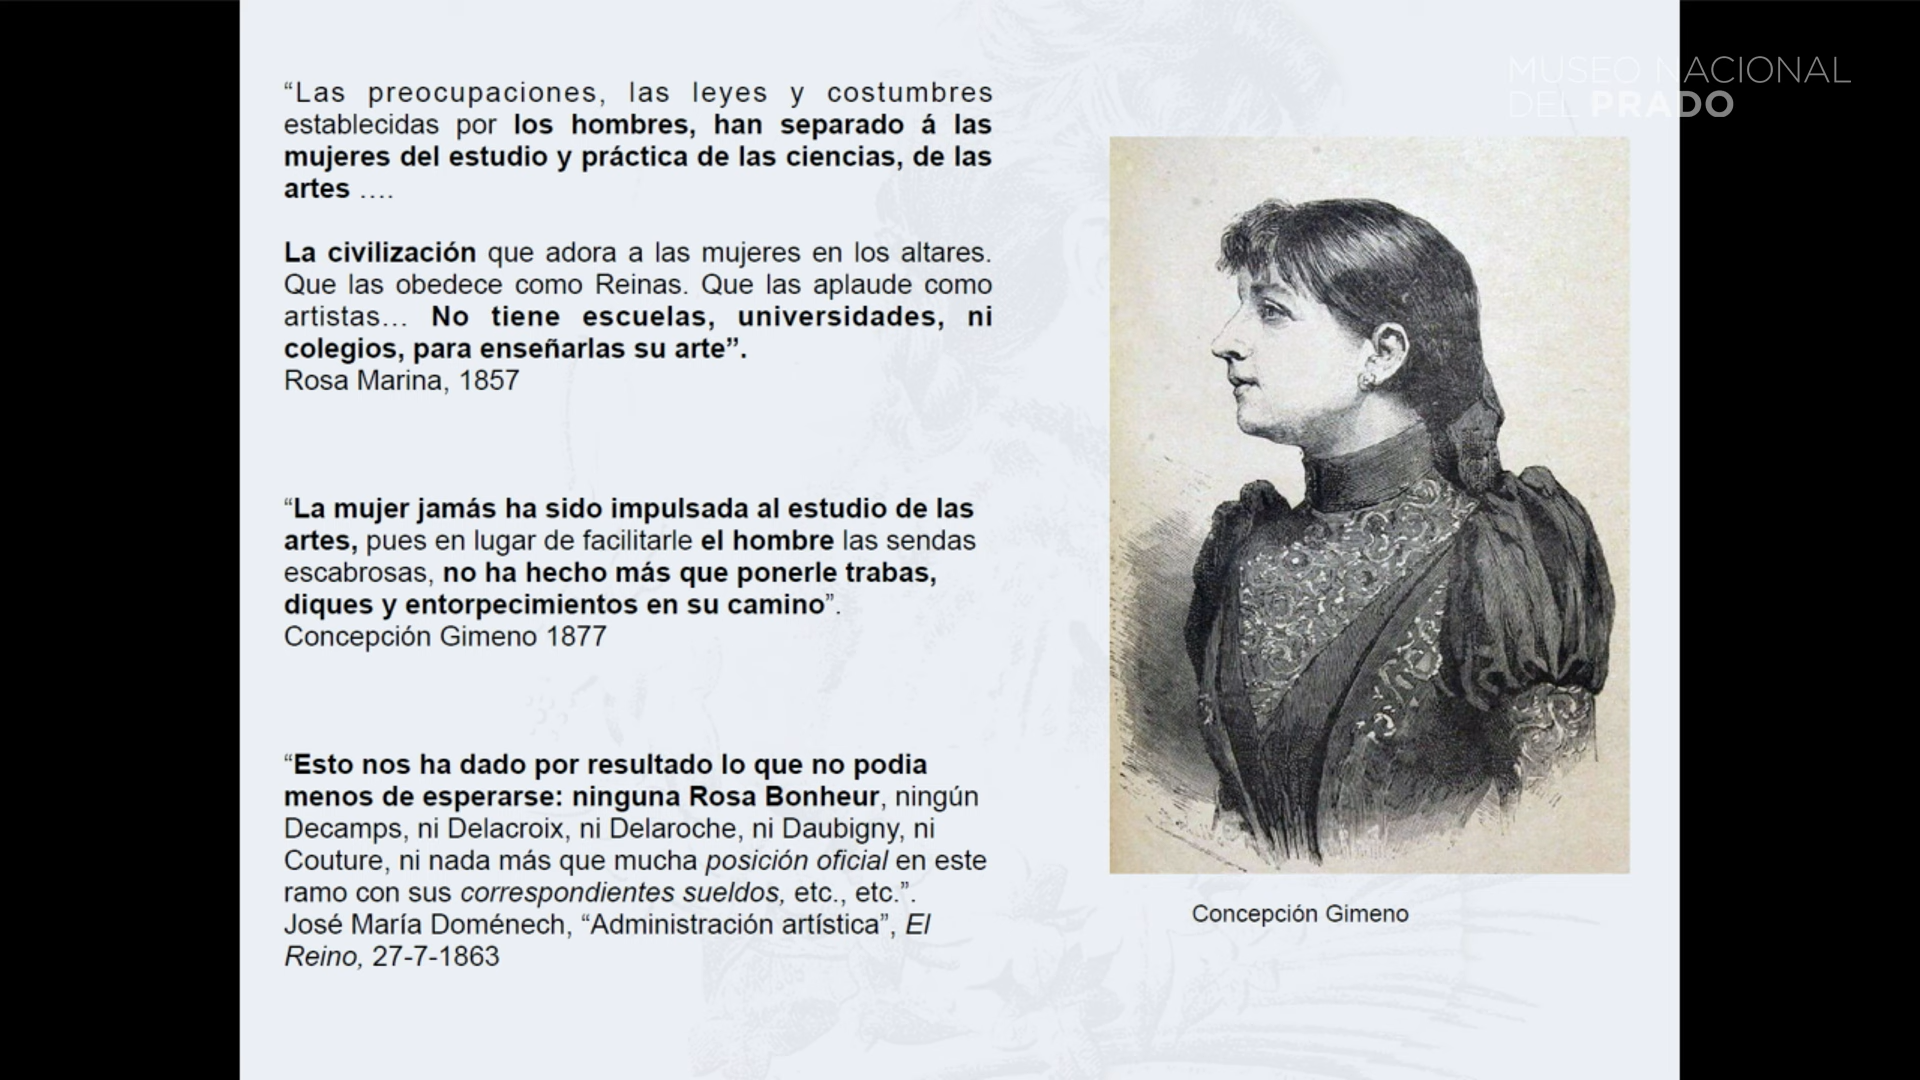 MUSEO NACIONAL
DEL PRADO
“Las preocupaciones, las leyes y costumbres
establecidas por los hombres, han separado á las
mujeres del estudio y práctica de las ciencias, de las
artes ….
La civilización que adora a las mujeres en los altares.
Que las obedece como Reinas. Que las aplaude como
artistas… No tiene escuelas, universidades, ni
colegios, para enseñarlas su arte”.
Rosa Marina, 1857
“La mujer jamás ha sido impulsada al estudio de las
artes, pues en lugar de facilitarle el hombre las sendas
escabrosas, no ha hecho más que ponerle trabas,
diques y entorpecimientos en su camino”.
Concepción Gimeno 1877
“Esto nos ha dado por resultado lo que no podia
menos de esperarse: ninguna Rosa Bonheur, ningún
Decamps, ni Delacroix, ni Delaroche, ni Daubigny, ni
Couture, ni nada más que mucha posición oficial en este
ramo con sus correspondientes sueldos, etc., etc.”.
José María Doménech, “Administración artística”, El
Reino, 27-7-1863
Concepción Gimeno